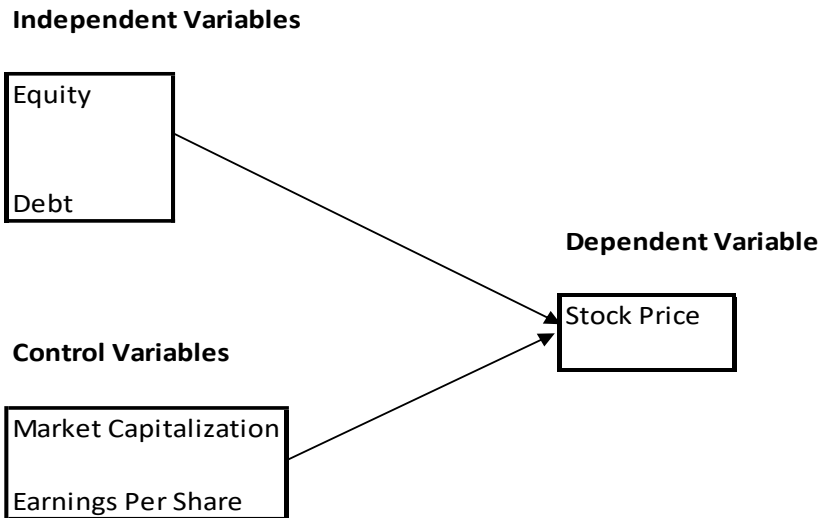 Independent Variables
Equity
Debt
Dependent Variable
Stock Price
Control Variables
Market Capitalization
Earnings Per Share